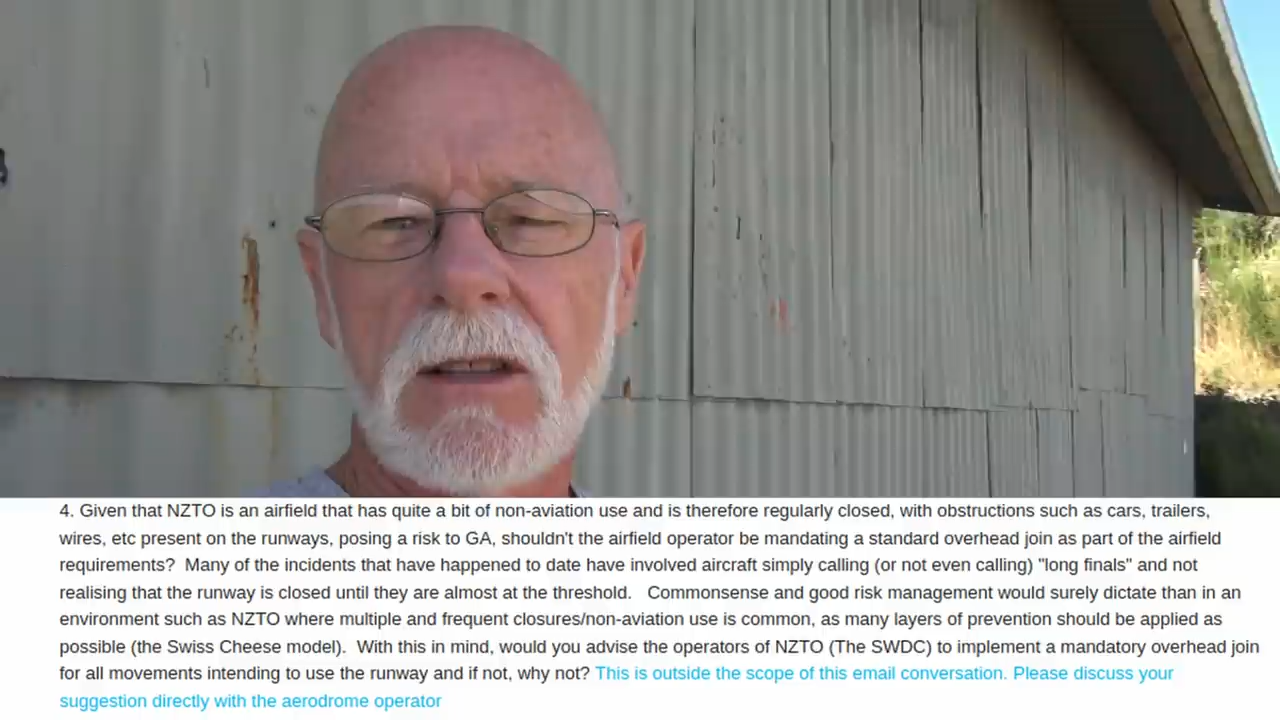 4. Given that NZTO is an airfield that has quite a bit of non-aviation use and is therefore regularly closed, with obstructions such as cars, trailers,
wires, etc present on the runways, posing a risk to GA, shouldn't the airfield operator be mandating a standard overhead join as part of the airfield
requirements?  Many of the incidents that have happened to date have involved aircraft simply calling (or not even calling) "long finals" and not
realising that the runway is closed until they are almost at the threshold.   Commonsense and good risk management would surely dictate than in an
environment such as NZTO where multiple and frequent closures/non-aviation use is common, as many layers of prevention should be applied as
possible (the Swiss Cheese model).  With this in mind, would you advise the operators of NZTO (The SWDC) to implement a mandatory overhead join
for all movements intending to use the runway and if not, why not? This is outside the scope of this email conversation. Please discuss your
suggestion directly with the aerodrome operator